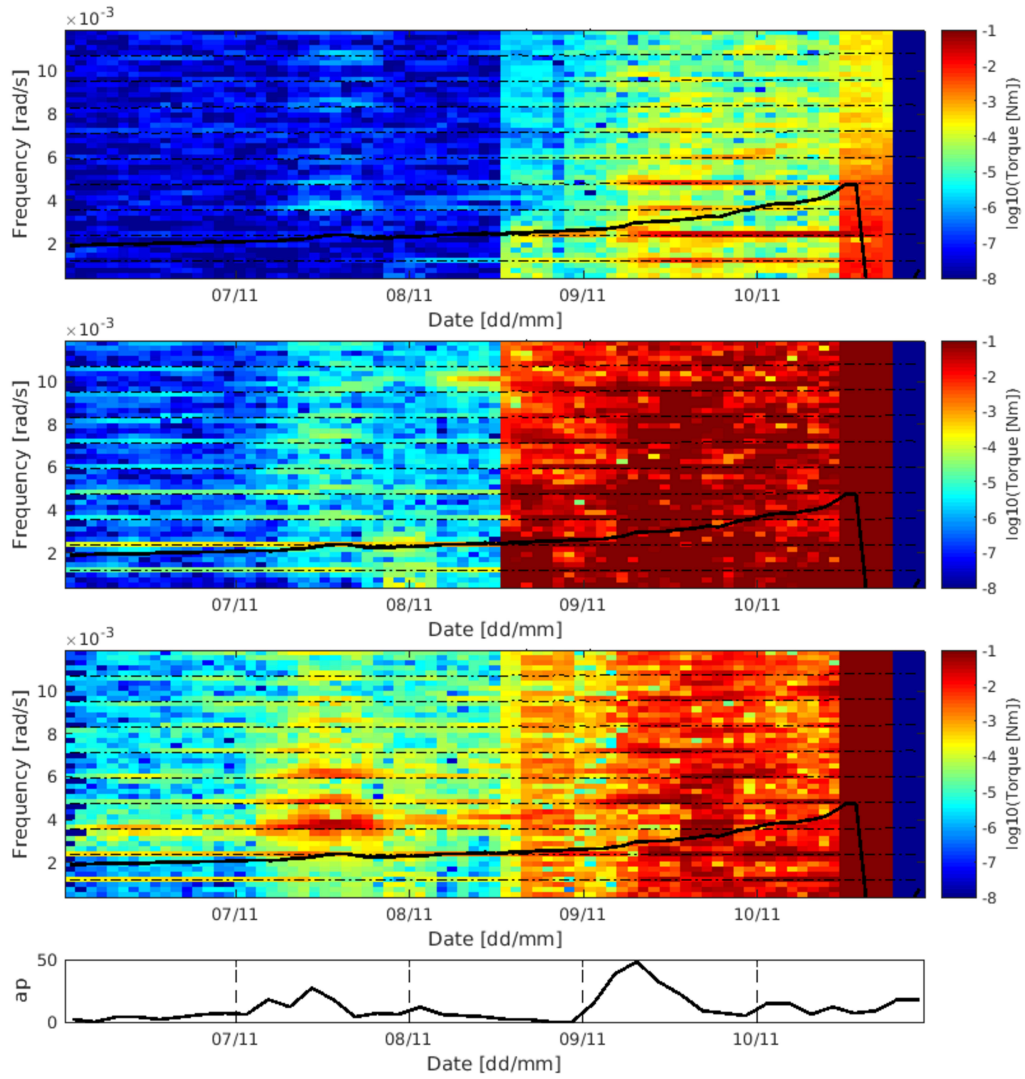 ×10⁻³
Frequency [rad/s]
10
8
6
4
2
07/11 08/11 09/11 10/11
Date [dd/mm]
-1
-2
-3
-4
-5
-6
-7
-8
log10(Torque [Nm])
×10⁻³
Frequency [rad/s]
10
8
6
4
2
07/11 08/11 09/11 10/11
Date [dd/mm]
-1
-2
-3
-4
-5
-6
-7
-8
log10(Torque [Nm])
×10⁻³
Frequency [rad/s]
10
8
6
4
2
07/11 08/11 09/11 10/11
Date [dd/mm]
-1
-2
-3
-4
-5
-6
-7
-8
log10(Torque [Nm])
ap
50
0
07/11 08/11 09/11 10/11
Date [dd/mm]